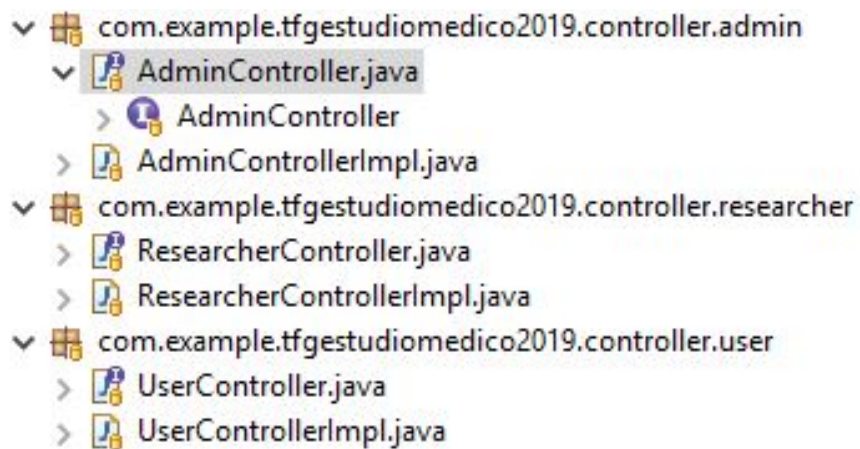 com.example.tfgestudiomedico2019.controller.admin
AdminController.java
AdminController
AdminControllerImpl.java
com.example.tfgestudiomedico2019.controller.researcher
ResearcherController.java
ResearcherControllerImpl.java
com.example.tfgestudiomedico2019.controller.user
UserController.java
UserControllerImpl.java